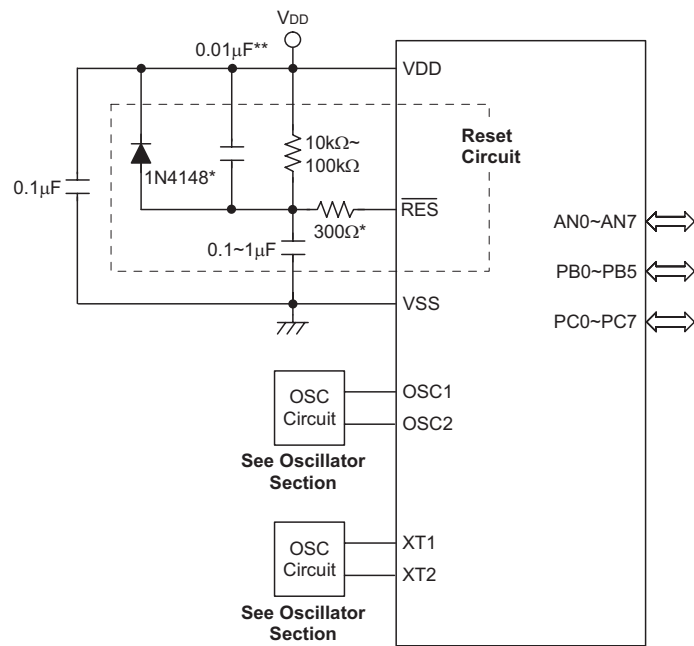 VDD
0.01μF**
VDD
10kΩ~
100kΩ
Reset
Circuit
1N4148*
0.1μF
RES
300Ω*
0.1~1μF
AN0~AN7
PB0~PB5
PC0~PC7
VSS
OSC
Circuit
OSC1
OSC2
See Oscillator
Section
OSC
Circuit
XT1
XT2
See Oscillator
Section